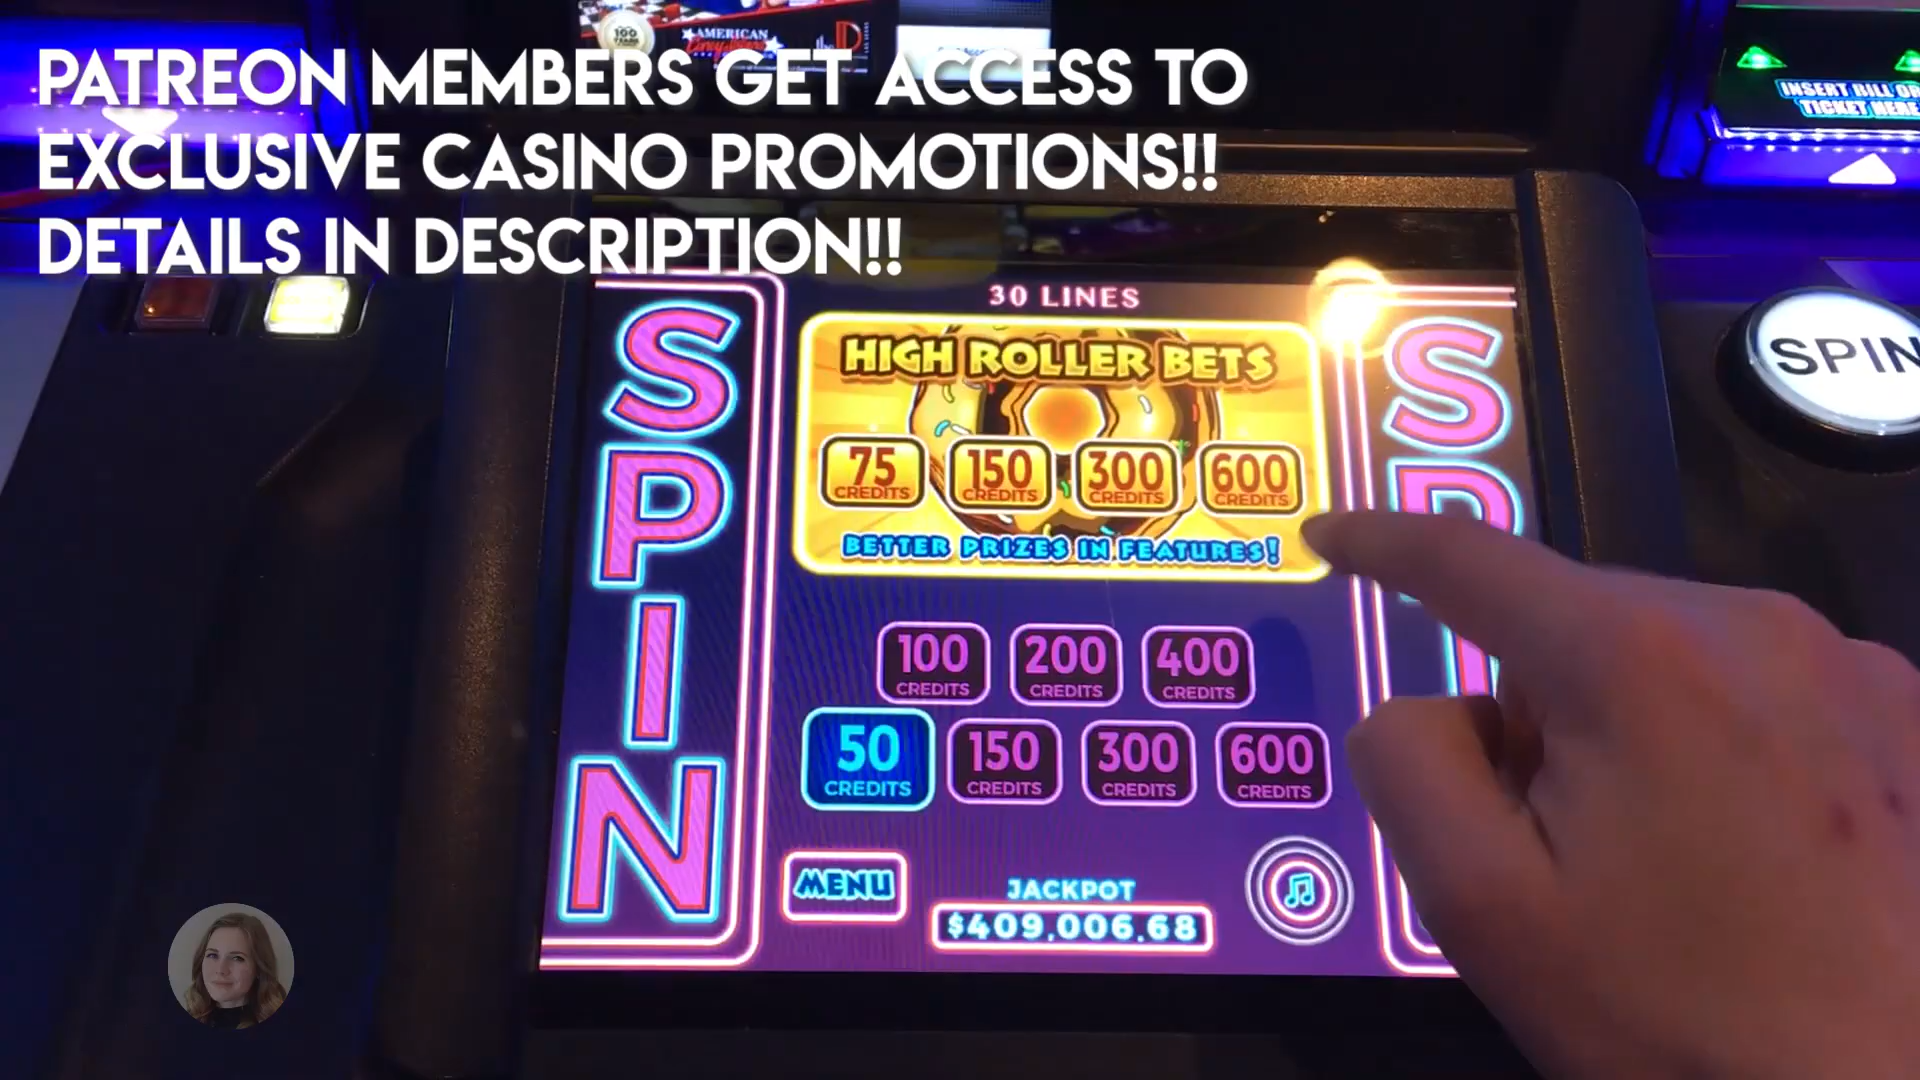 100
AMERICAN
PATREON MEMBERS GET ACCESS TO
EXCLUSIVE CASINO PROMOTIONS!!
DETAILS IN DESCRIPTION!!
INSERT BILL OR
TICKET HERE
30 LINES
HIGH ROLLER BETS
75 CREDITS
150 CREDITS
300 CREDITS
600 CREDITS
BETTER PRIZES IN FEATURES!
100 CREDITS
200 CREDITS
400 CREDITS
50 CREDITS
150 CREDITS
300 CREDITS
600 CREDITS
MENU
JACKPOT
$409,006.68
SPIN
SPIN